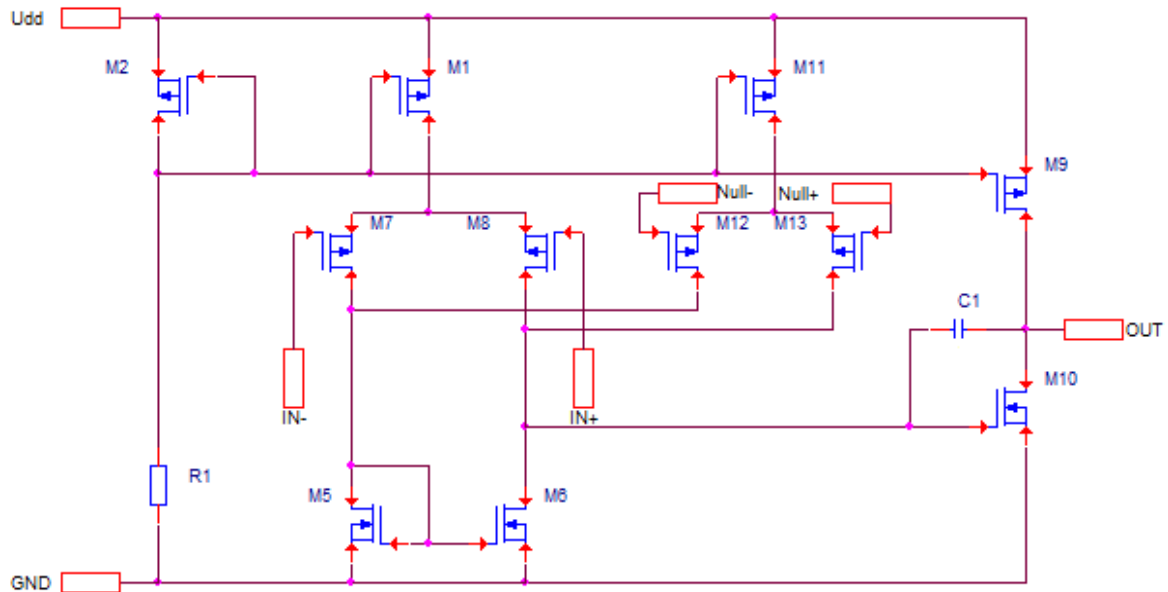 Udd
M2
M1
M11
M9
Null-
Null+
M7
M8
M12
M13
C1
OUT
M10
IN-
IN+
R1
M5
M6
GND